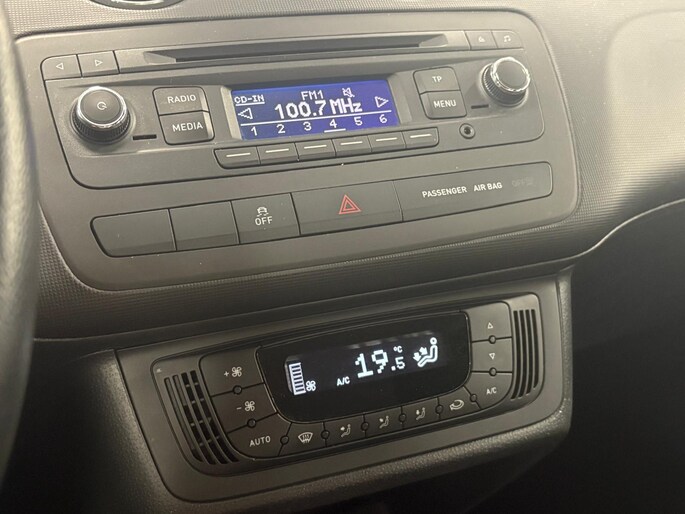 RADIO
MEDIA
CD-IN
FM1
100.7 MHz
1 2 3 4 5 6
TP
MENU
OFF
PASSENGER AIR BAG
A/C
19.5 °C
+
-
AUTO
A/C